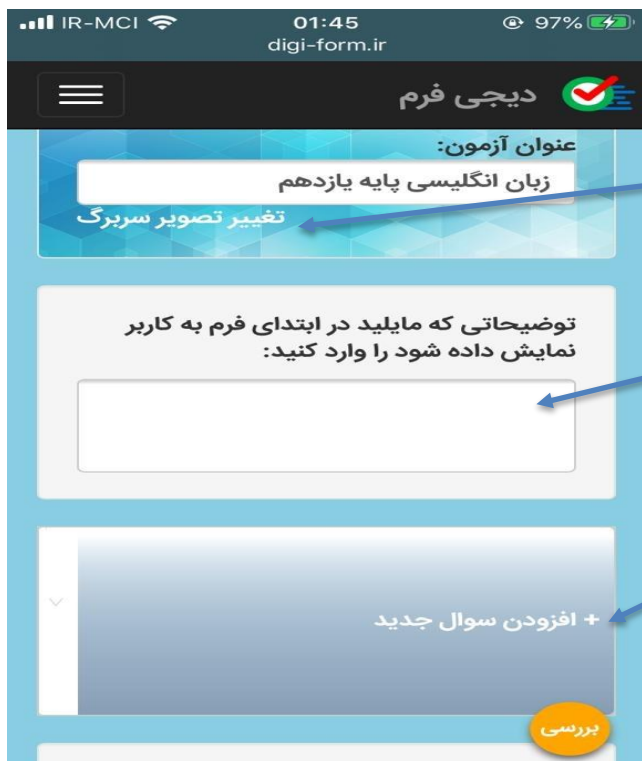 IR-MCI 01:45 97%
digi-form.ir
دیجی فرم
عنوان آزمون:
زبان انگلیسی پایه یازدهم
تغییر تصویر سربرگ
توضیحاتی که مایلید در ابتدای فرم به کاربر
نمایش داده شود را وارد کنید:
+ افزودن سوال جدید
بررسی